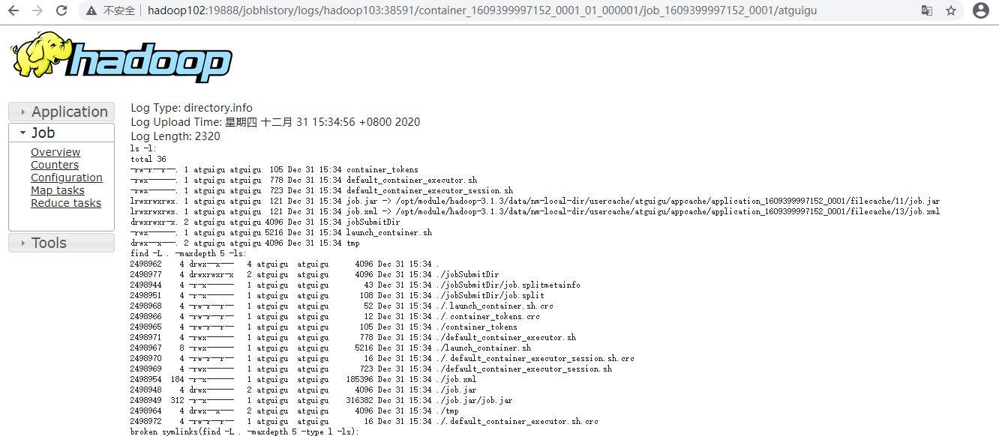 不安全 | hadoop102:19888/jobhistory/logs/hadoop103:38591/container_1609399997152_0001_01_000001/job_1609399997152_0001/atguigu
hadoop
Application
Job
Overview
Counters
Configuration
Map tasks
Reduce tasks
Tools
Log Type: directory.info
Log Upload Time: 星期四 十二月 31 15:34:56 +0800 2020
Log Length: 2320
ls -l:
total 36
-rw-r--r--. 1 atguigu atguigu  105 Dec 31 15:34 container_tokens
-rwx------. 1 atguigu atguigu  778 Dec 31 15:34 default_container_executor.sh
-rwx------. 1 atguigu atguigu  723 Dec 31 15:34 default_container_executor_session.sh
lrwxrwxrwx. 1 atguigu atguigu  121 Dec 31 15:34 job.jar -> /opt/module/hadoop-3.1.3/data/nm-local-dir/usercache/atguigu/appcache/application_1609399997152_0001/filecache/11/job.jar
lrwxrwxrwx. 1 atguigu atguigu  121 Dec 31 15:34 job.xml -> /opt/module/hadoop-3.1.3/data/nm-local-dir/usercache/atguigu/appcache/application_1609399997152_0001/filecache/13/job.xml
drwxrwxr-x. 2 atguigu atguigu 4096 Dec 31 15:34 jobSubmitDir
-rwx------. 1 atguigu atguigu 5216 Dec 31 15:34 launch_container.sh
drwx--x---. 2 atguigu atguigu 4096 Dec 31 15:34 tmp
find -L . -maxdepth 5 -ls:
2498962    4 drwx--x---   4 atguigu  atguigu      4096 Dec 31 15:34 .
2498977    4 drwxrwxr-x   2 atguigu  atguigu      4096 Dec 31 15:34 ./jobSubmitDir
2498944    4 -r-x------   1 atguigu  atguigu        43 Dec 31 15:34 ./jobSubmitDir/job.splitmetainfo
2498951    4 -r-x------   1 atguigu  atguigu       108 Dec 31 15:34 ./jobSubmitDir/job.split
2498968    4 -rw-r--r--   1 atguigu  atguigu        52 Dec 31 15:34 ./.launch_container.sh.crc
2498966    4 -rw-r--r--   1 atguigu  atguigu        12 Dec 31 15:34 ./.container_tokens.crc
2498965    4 -rw-r--r--   1 atguigu  atguigu       105 Dec 31 15:34 ./container_tokens
2498971    4 -rwx------   1 atguigu  atguigu       778 Dec 31 15:34 ./default_container_executor.sh
2498967    8 -rwx------   1 atguigu  atguigu      5216 Dec 31 15:34 ./launch_container.sh
2498970    4 -rw-r--r--   1 atguigu  atguigu        16 Dec 31 15:34 ./.default_container_executor_session.sh.crc
2498969    4 -rwx------   1 atguigu  atguigu       723 Dec 31 15:34 ./default_container_executor_session.sh
2498954  184 -r-x------   1 atguigu  atguigu    185396 Dec 31 15:34 ./job.xml
2498948    4 drwx------   2 atguigu  atguigu      4096 Dec 31 15:34 ./job.jar
2498949  312 -r-x------   1 atguigu  atguigu    316382 Dec 31 15:34 ./job.jar/job.jar
2498964    4 drwx--x---   2 atguigu  atguigu      4096 Dec 31 15:34 ./tmp
2498972    4 -rw-r--r--   1 atguigu  atguigu        16 Dec 31 15:34 ./.default_container_executor.sh.crc
broken symlinks(find -L . -maxdepth 5 -type l -ls):